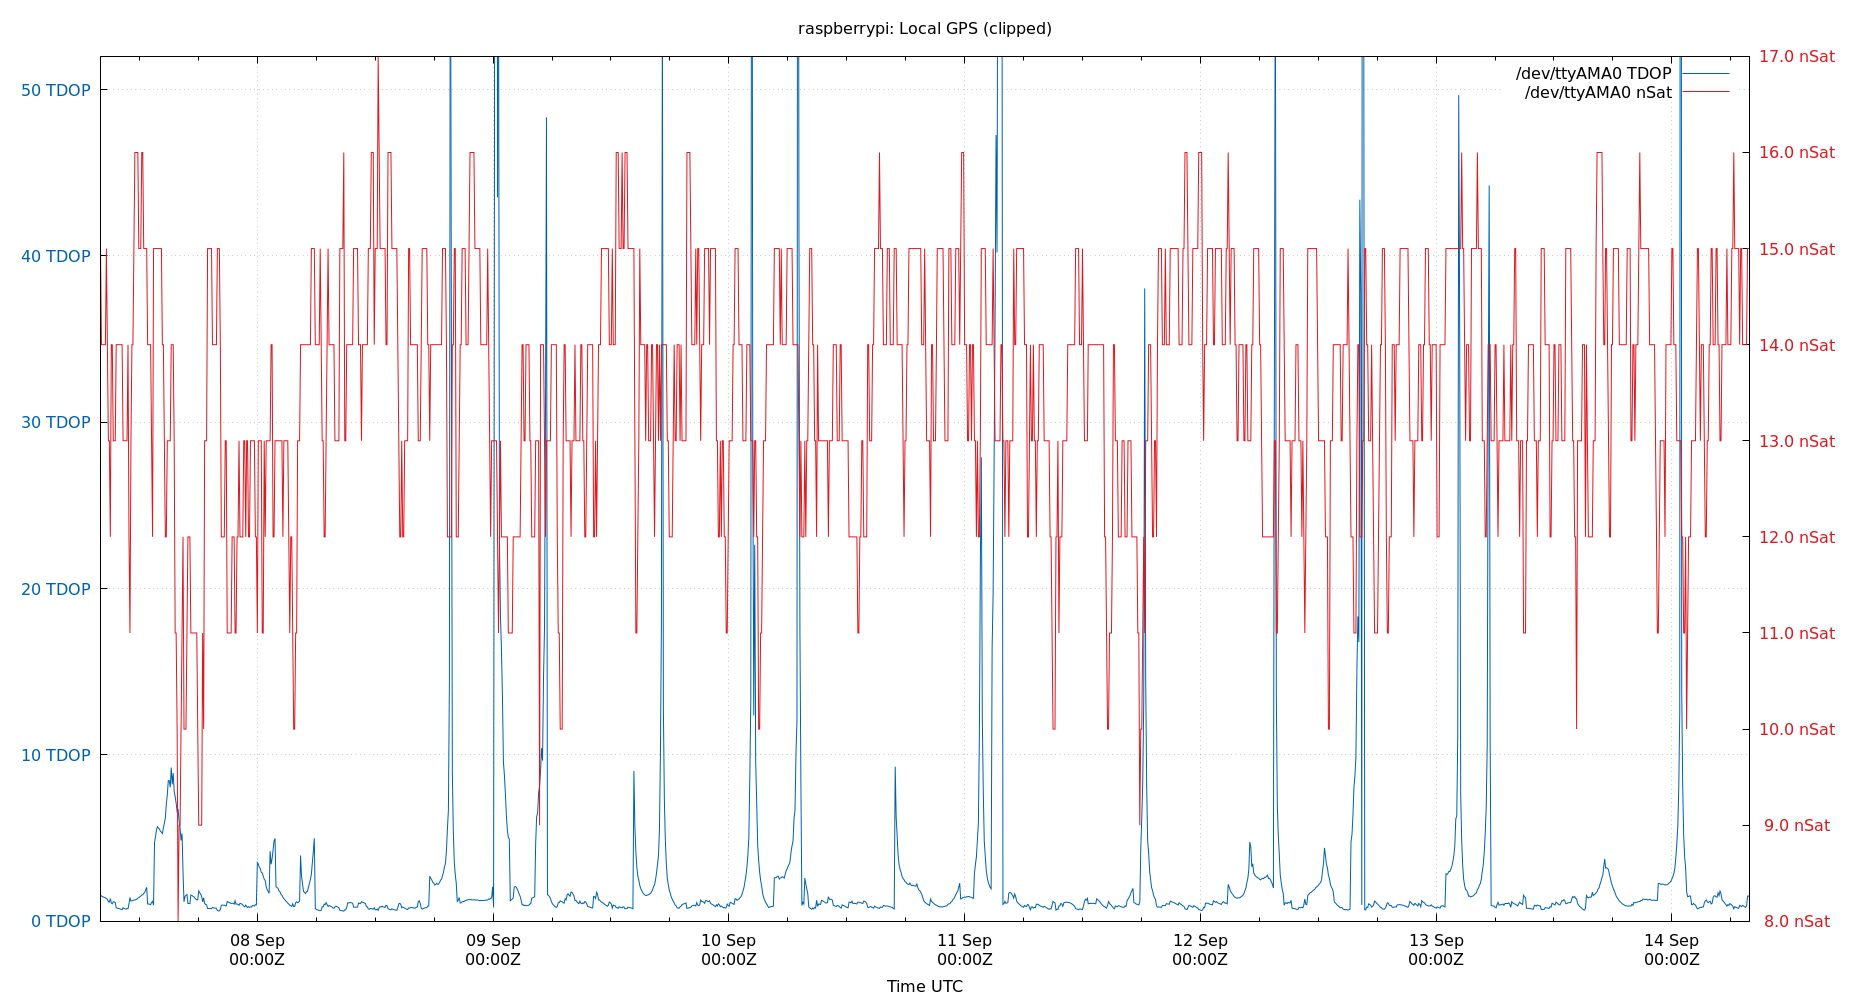 raspberrypi: Local GPS (clipped)
/dev/ttyAMA0 TDOP
/dev/ttyAMA0 nSat
50 TDOP
40 TDOP
30 TDOP
20 TDOP
10 TDOP
0 TDOP
17.0 nSat
16.0 nSat
15.0 nSat
14.0 nSat
13.0 nSat
12.0 nSat
11.0 nSat
10.0 nSat
9.0 nSat
8.0 nSat
08 Sep
00:00Z
09 Sep
00:00Z
10 Sep
00:00Z
11 Sep
00:00Z
12 Sep
00:00Z
13 Sep
00:00Z
14 Sep
00:00Z
Time UTC